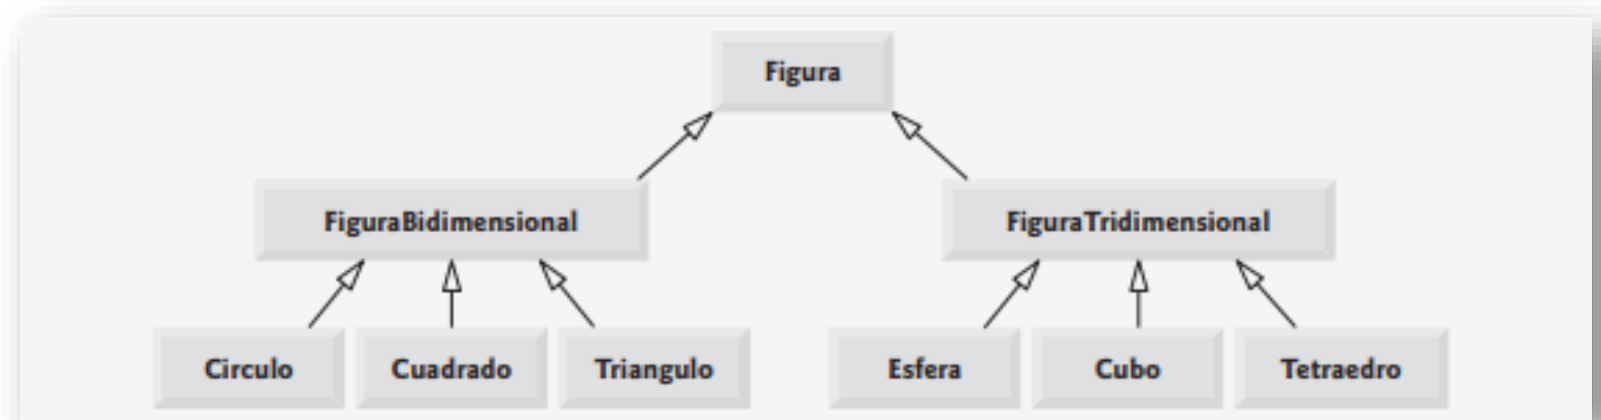 Figura
FiguraBidimensional
FiguraTridimensional
Circulo
Cuadrado
Triangulo
Esfera
Cubo
Tetraedro